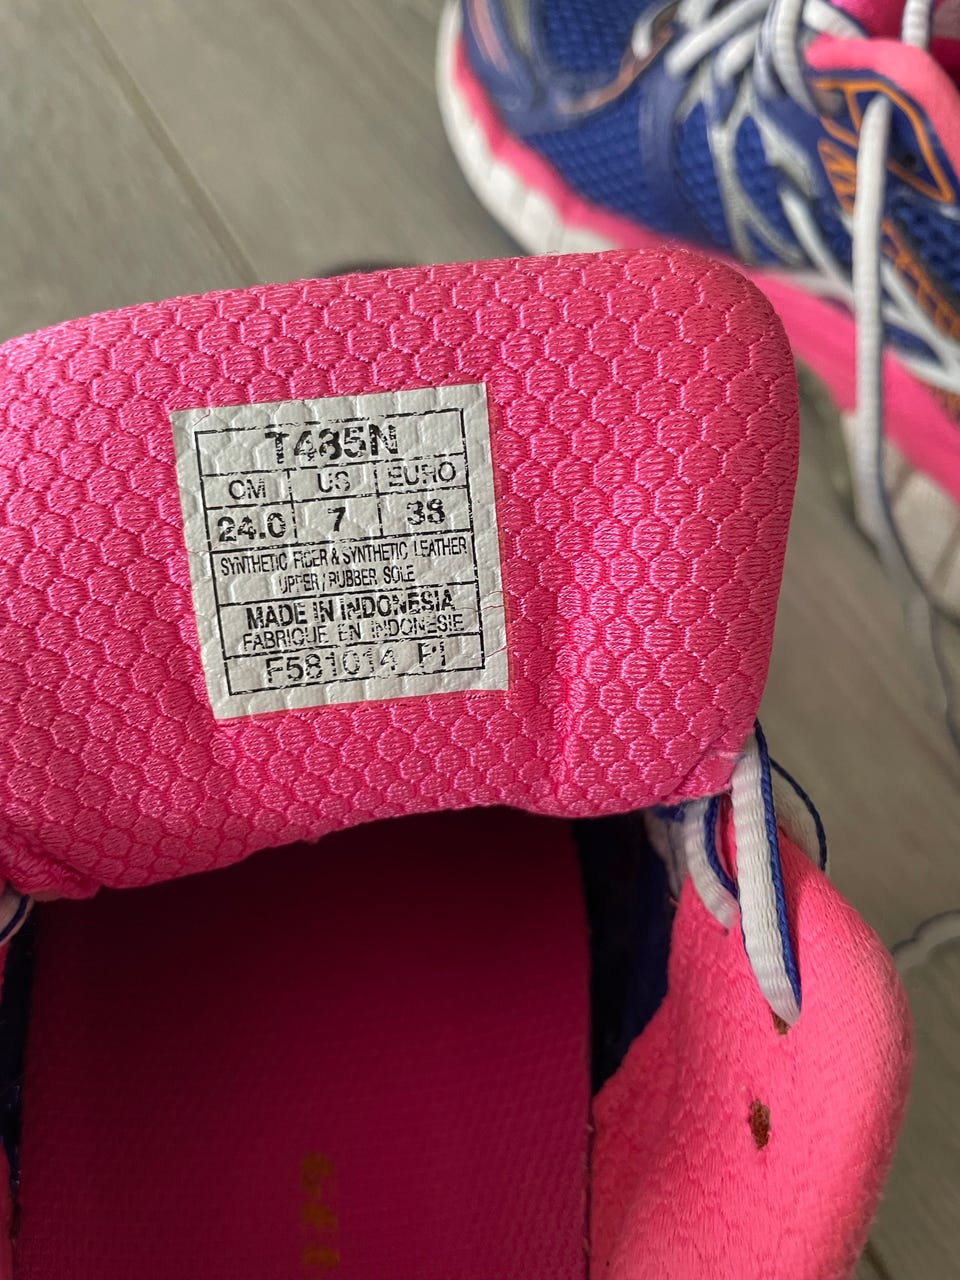 T485N
CM US EURO
24.0 7 38
SYNTHETIC FIBER & SYNTHETIC LEATHER
UPPER / RUBBER SOLE
MADE IN INDONESIA
FABRIQUE EN INDONESIE
F581014 PI